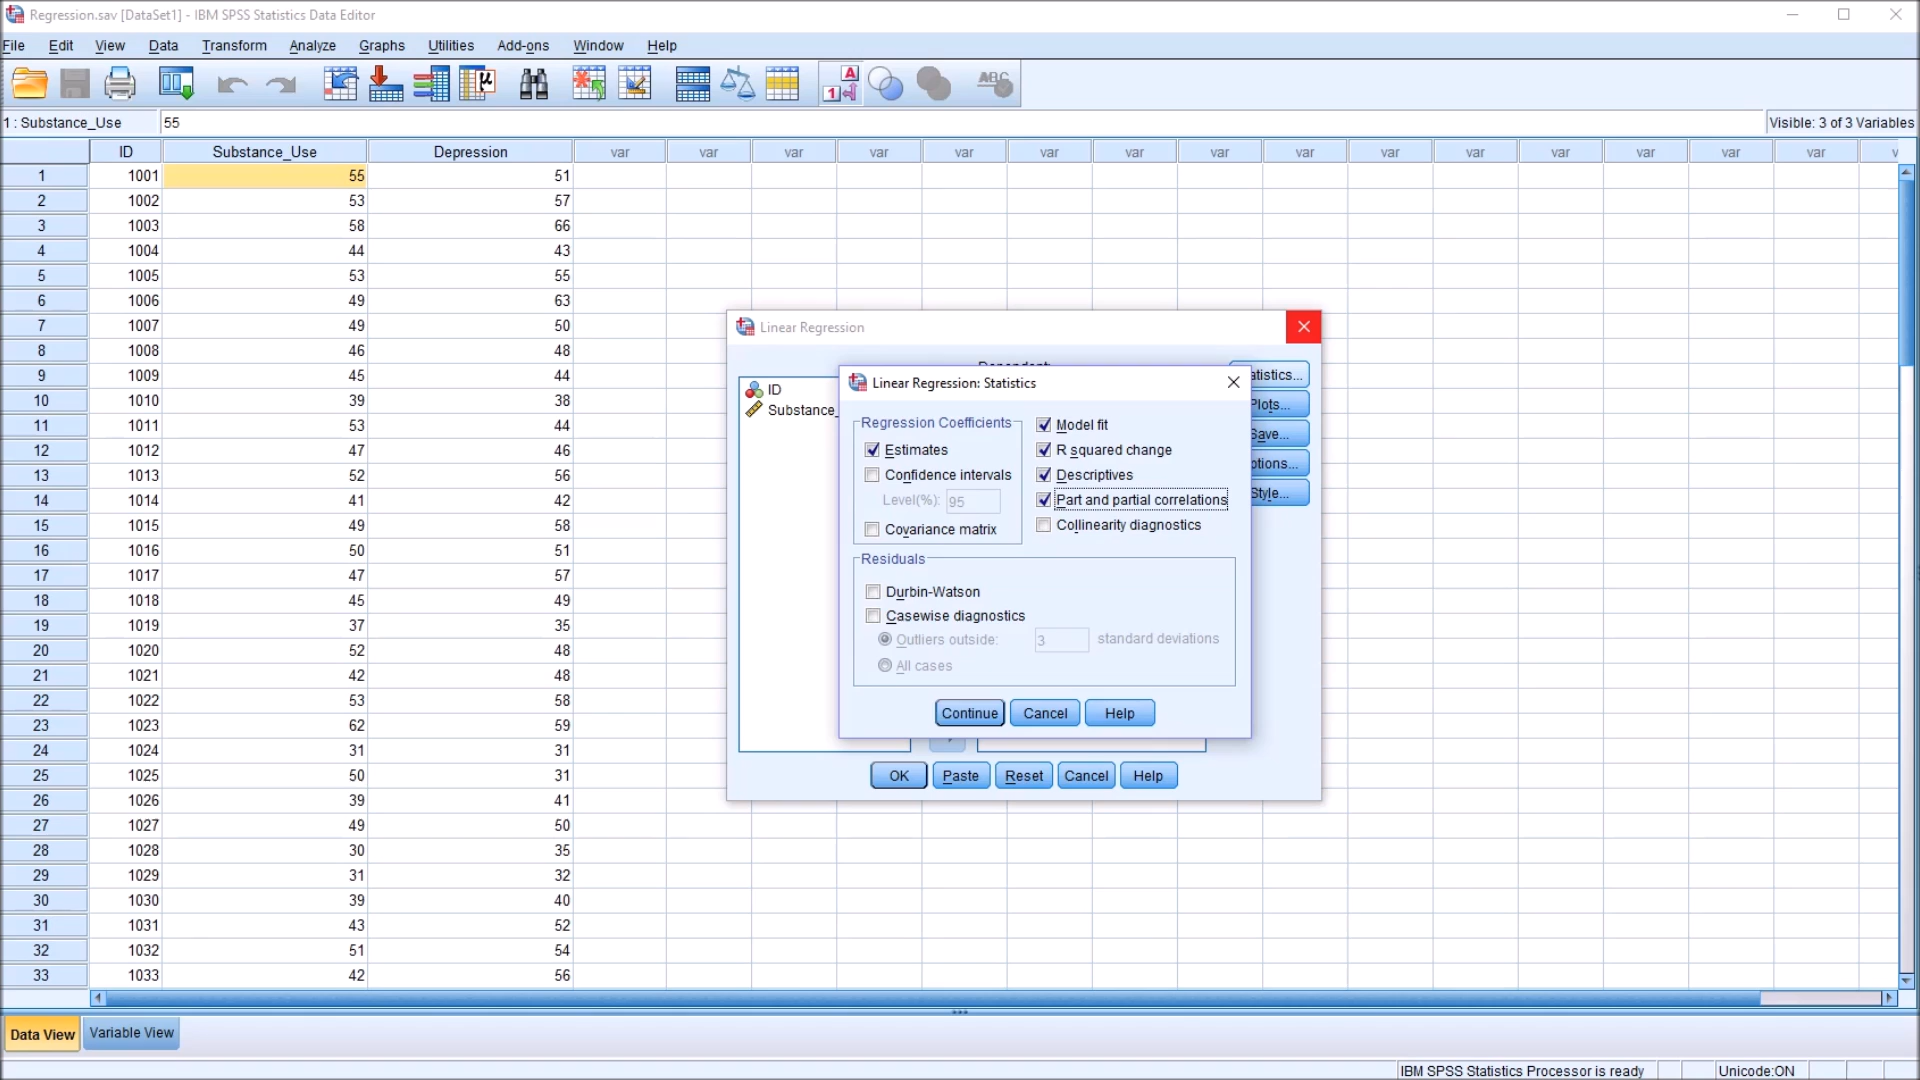 Regression.sav [DataSet1] - IBM SPSS Statistics Data Editor
File Edit View Data Transform Analyze Graphs Utilities Add-ons Window Help
1 : Substance_Use 55 Visible: 3 of 3 Variables
ID Substance_Use Depression var var var var var var var var var var var var var var var
1 1001 55 51
2 1002 53 57
3 1003 58 66
4 1004 44 43
5 1005 53 55
6 1006 49 63
7 1007 49 50
8 1008 46 48
9 1009 45 44
10 1010 39 38
11 1011 53 44
12 1012 47 46
13 1013 52 56
14 1014 41 42
15 1015 49 58
16 1016 50 51
17 1017 47 57
18 1018 45 49
19 1019 37 35
20 1020 52 48
21 1021 42 48
22 1022 53 58
23 1023 62 59
24 1024 31 31
25 1025 50 31
26 1026 39 41
27 1027 49 50
28 1028 30 35
29 1029 31 32
30 1030 39 40
31 1031 43 52
32 1032 51 54
33 1033 42 56
Linear Regression
ID
Substance_
atistics...
Plots...
Save...
ptions...
Style...
Linear Regression: Statistics
Regression Coefficients
Estimates
Confidence intervals
Level(%): 95
Covariance matrix
Model fit
R squared change
Descriptives
Part and partial correlations
Collinearity diagnostics
Residuals
Durbin-Watson
Casewise diagnostics
Outliers outside: 3 standard deviations
All cases
Continue Cancel Help
OK Paste Reset Cancel Help
Data View Variable View
IBM SPSS Statistics Processor is ready Unicode:ON